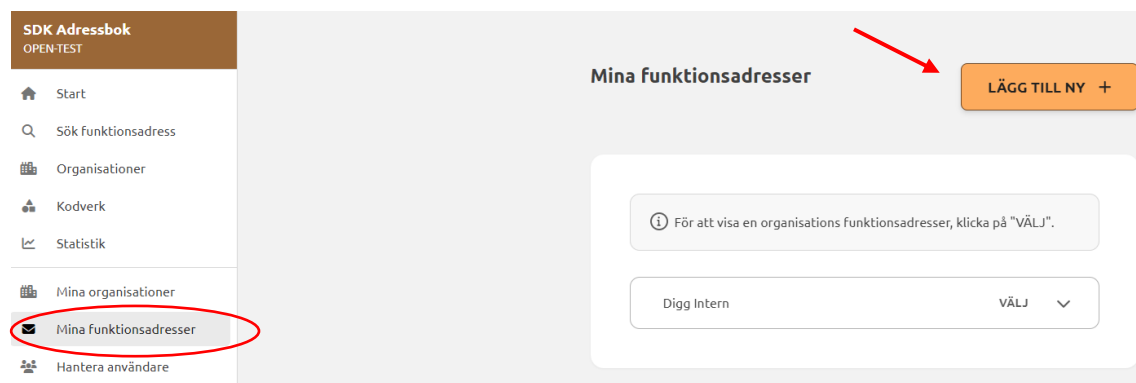 SDK Adressbok
OPEN-TEST
Start
Sök funktionsadress
Organisationer
Kodverk
Statistik
Mina organisationer
Mina funktionsadresser
Hantera användare
Mina funktionsadresser
LÄGG TILL NY +
För att visa en organisations funktionsadresser, klicka på "VÄLJ".
Digg Intern VÄLJ